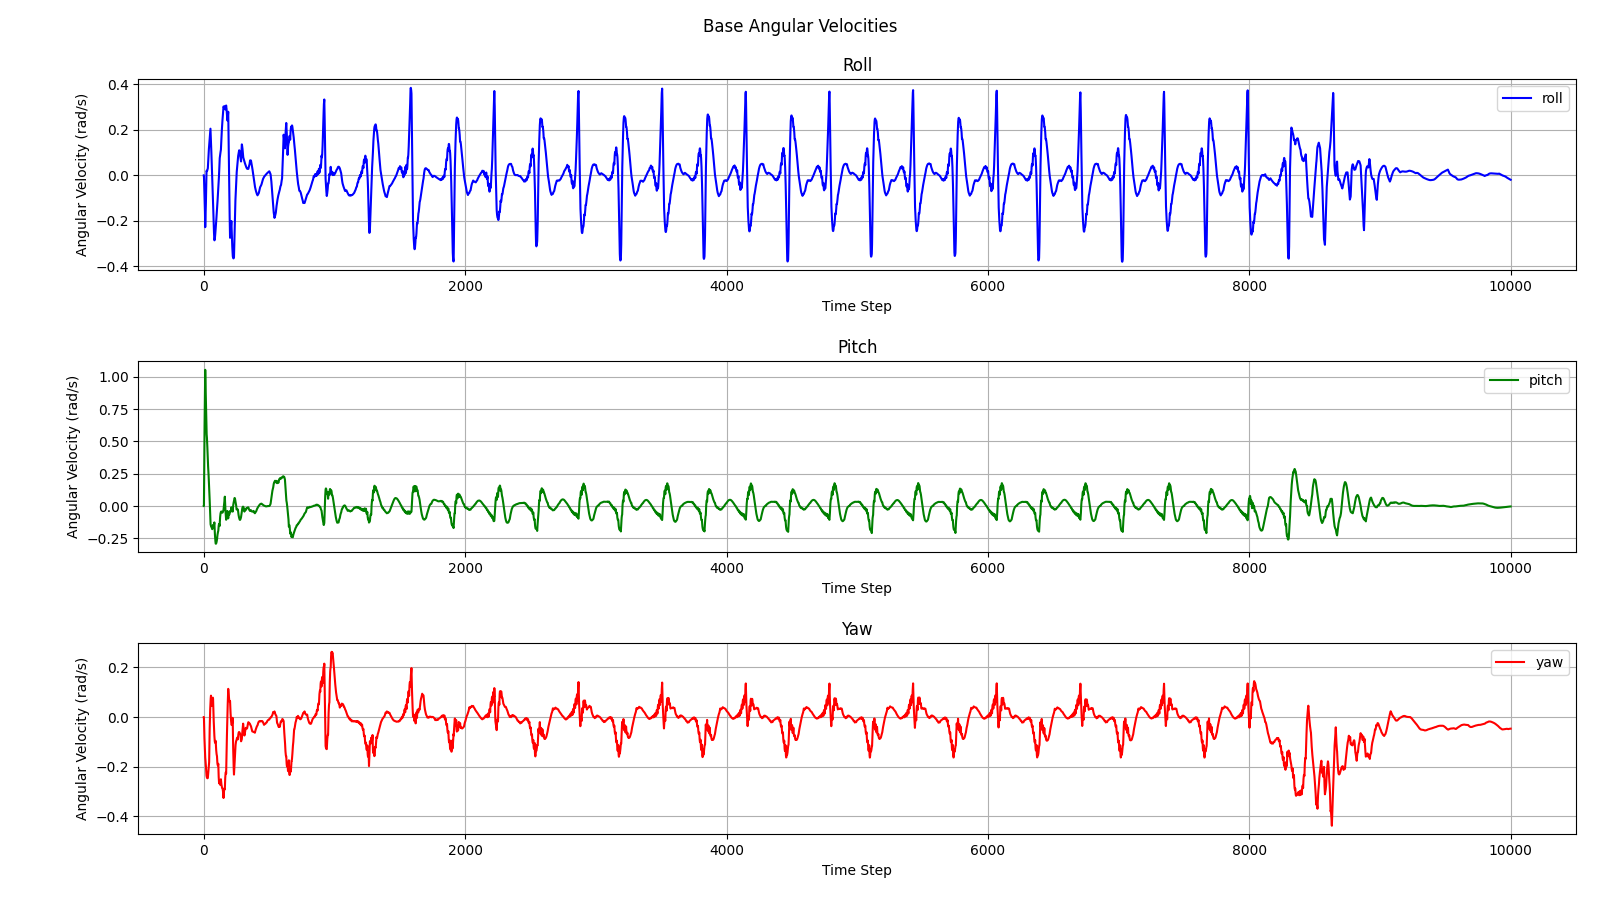 Base Angular Velocities
Roll
Angular Velocity (rad/s)
0.4
0.2
0.0
−0.2
−0.4
roll
0 2000 4000 6000 8000 10000
Time Step
Pitch
Angular Velocity (rad/s)
1.00
0.75
0.50
0.25
0.00
−0.25
pitch
0 2000 4000 6000 8000 10000
Time Step
Yaw
Angular Velocity (rad/s)
0.2
0.0
−0.2
−0.4
yaw
0 2000 4000 6000 8000 10000
Time Step